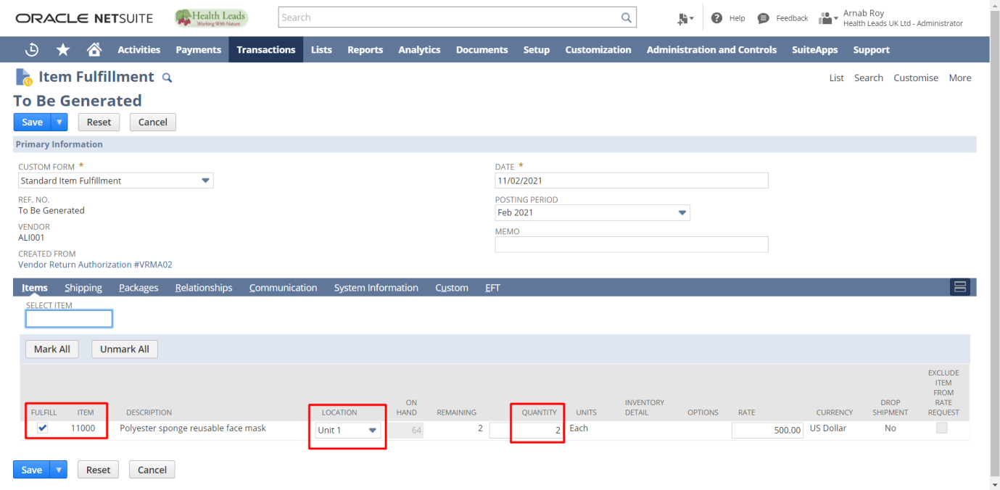 ORACLE NETSUITE
Health Leads
...Working With Nature
Search
Help
Feedback
Arnab Roy
Health Leads UK Ltd - Administrator
Activities Payments Transactions Lists Reports Analytics Documents Setup Customization Administration and Controls SuiteApps Support
Item Fulfillment
List Search Customise More
To Be Generated
Save Reset Cancel
Primary Information
CUSTOM FORM *
Standard Item Fulfillment
REF. NO.
To Be Generated
VENDOR
ALI001
CREATED FROM
Vendor Return Authorization #VRMA02
DATE *
11/02/2021
POSTING PERIOD
Feb 2021
MEMO
Items Shipping Packages Relationships Communication System Information Custom EFT
SELECT ITEM
Mark All Unmark All
FULFILL ITEM DESCRIPTION LOCATION ON HAND REMAINING QUANTITY UNITS INVENTORY DETAIL OPTIONS RATE CURRENCY DROP SHIPMENT EXCLUDE ITEM FROM RATE REQUEST
11000 Polyester sponge reusable face mask Unit 1 64 2 2 Each 500.00 US Dollar No
Save Reset Cancel